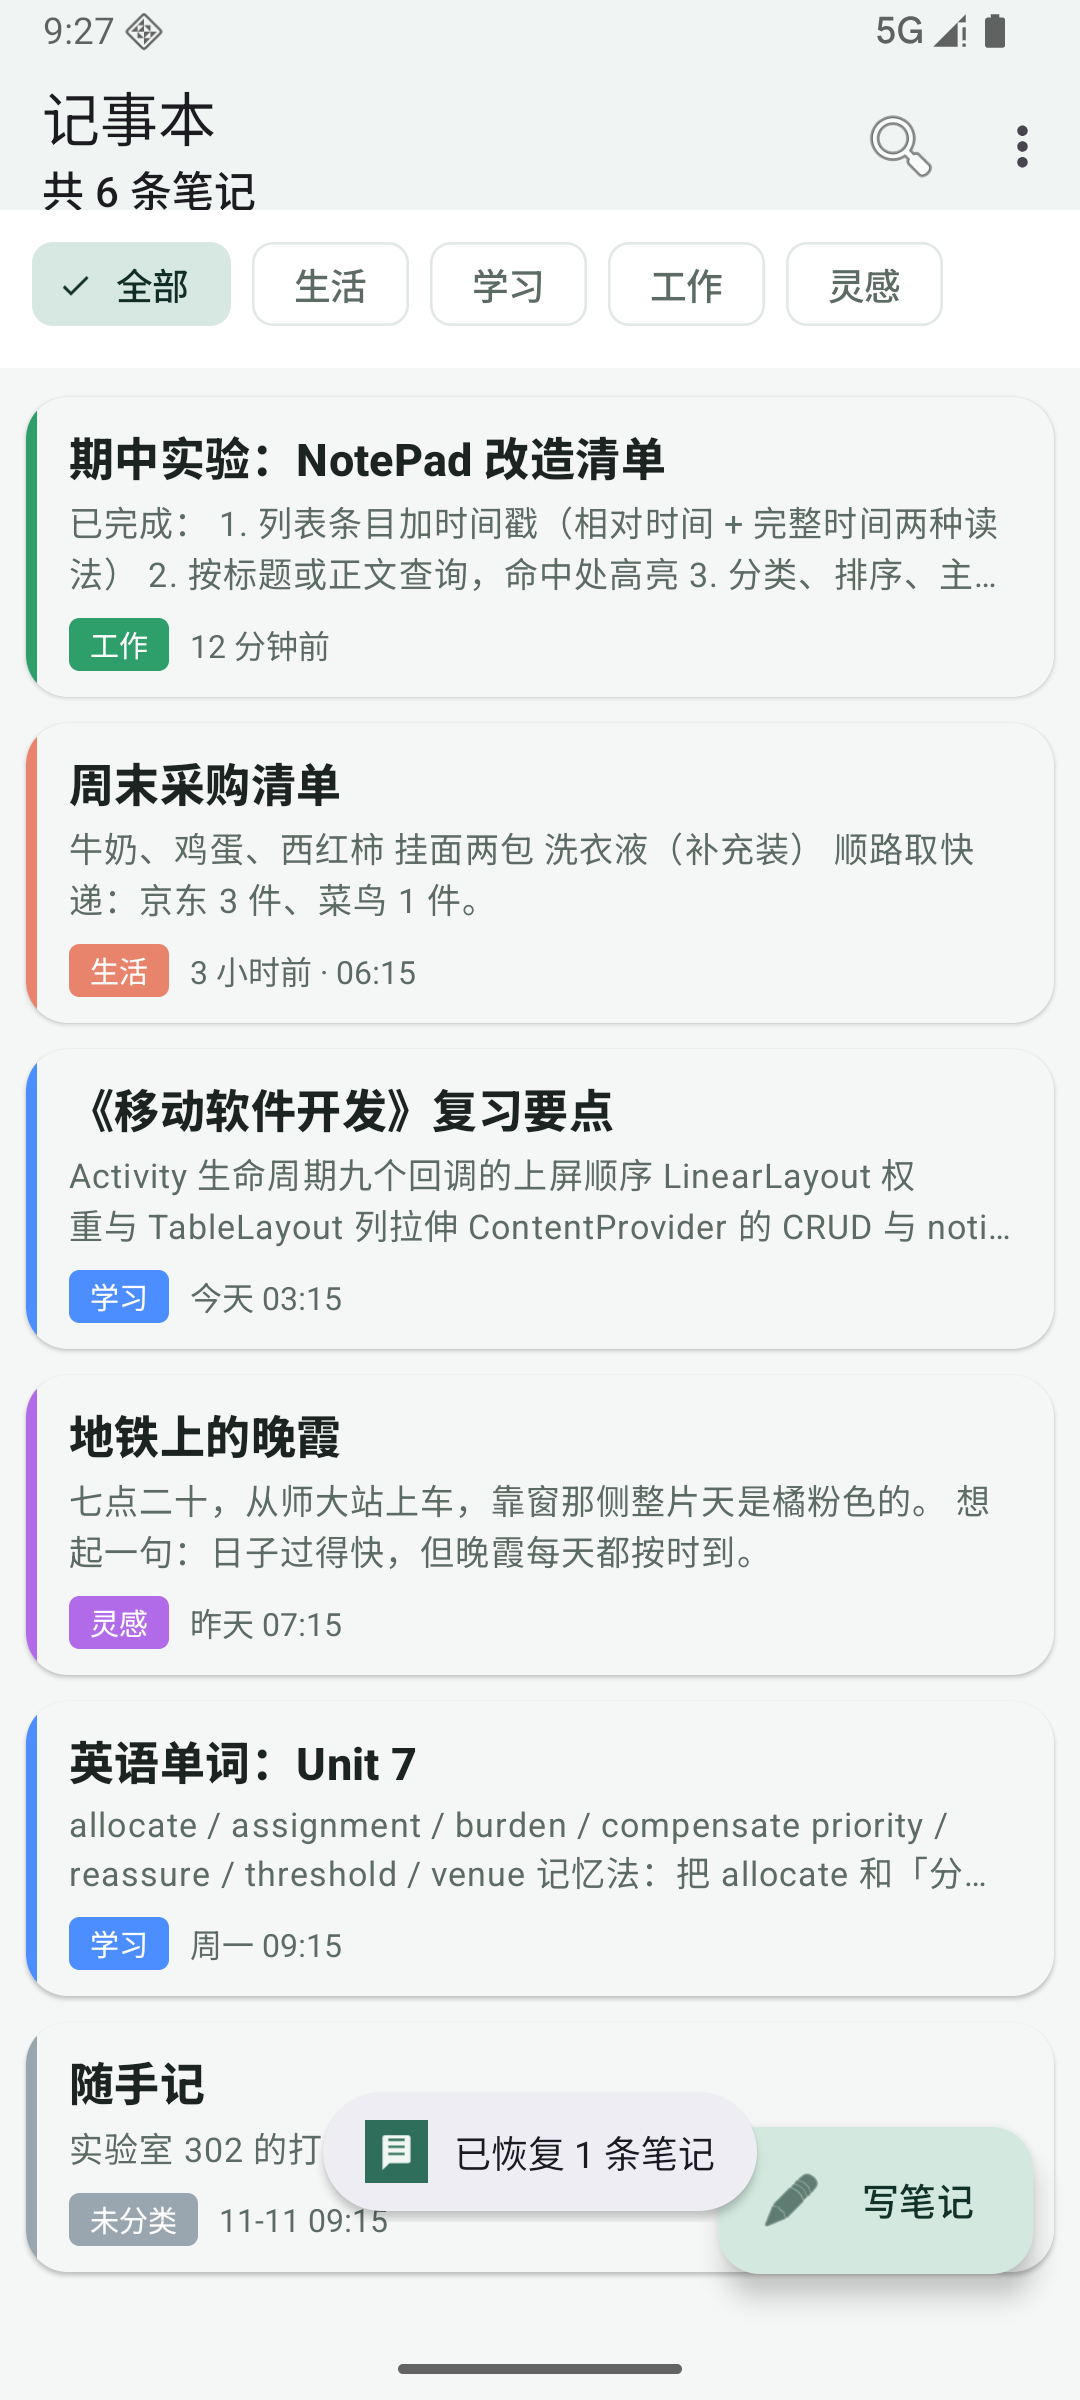 9:27
5G
记事本
共 6 条笔记
全部
生活
学习
工作
灵感
期中实验：NotePad 改造清单
已完成： 1. 列表条目加时间戳（相对时间 + 完整时间两种读
法） 2. 按标题或正文查询，命中处高亮 3. 分类、排序、主…
工作
12 分钟前
周末采购清单
牛奶、鸡蛋、西红柿 挂面两包 洗衣液（补充装） 顺路取快
递：京东 3 件、菜鸟 1 件。
生活
3 小时前 · 06:15
《移动软件开发》复习要点
Activity 生命周期九个回调的上屏顺序 LinearLayout 权
重与 TableLayout 列拉伸 ContentProvider 的 CRUD 与 noti…
学习
今天 03:15
地铁上的晚霞
七点二十，从师大站上车，靠窗那侧整片天是橘粉色的。 想
起一句：日子过得快，但晚霞每天都按时到。
灵感
昨天 07:15
英语单词：Unit 7
allocate / assignment / burden / compensate priority /
reassure / threshold / venue 记忆法：把 allocate 和「分…
学习
周一 09:15
随手记
实验室 302 的打
未分类
11-11 09:15
已恢复 1 条笔记
写笔记